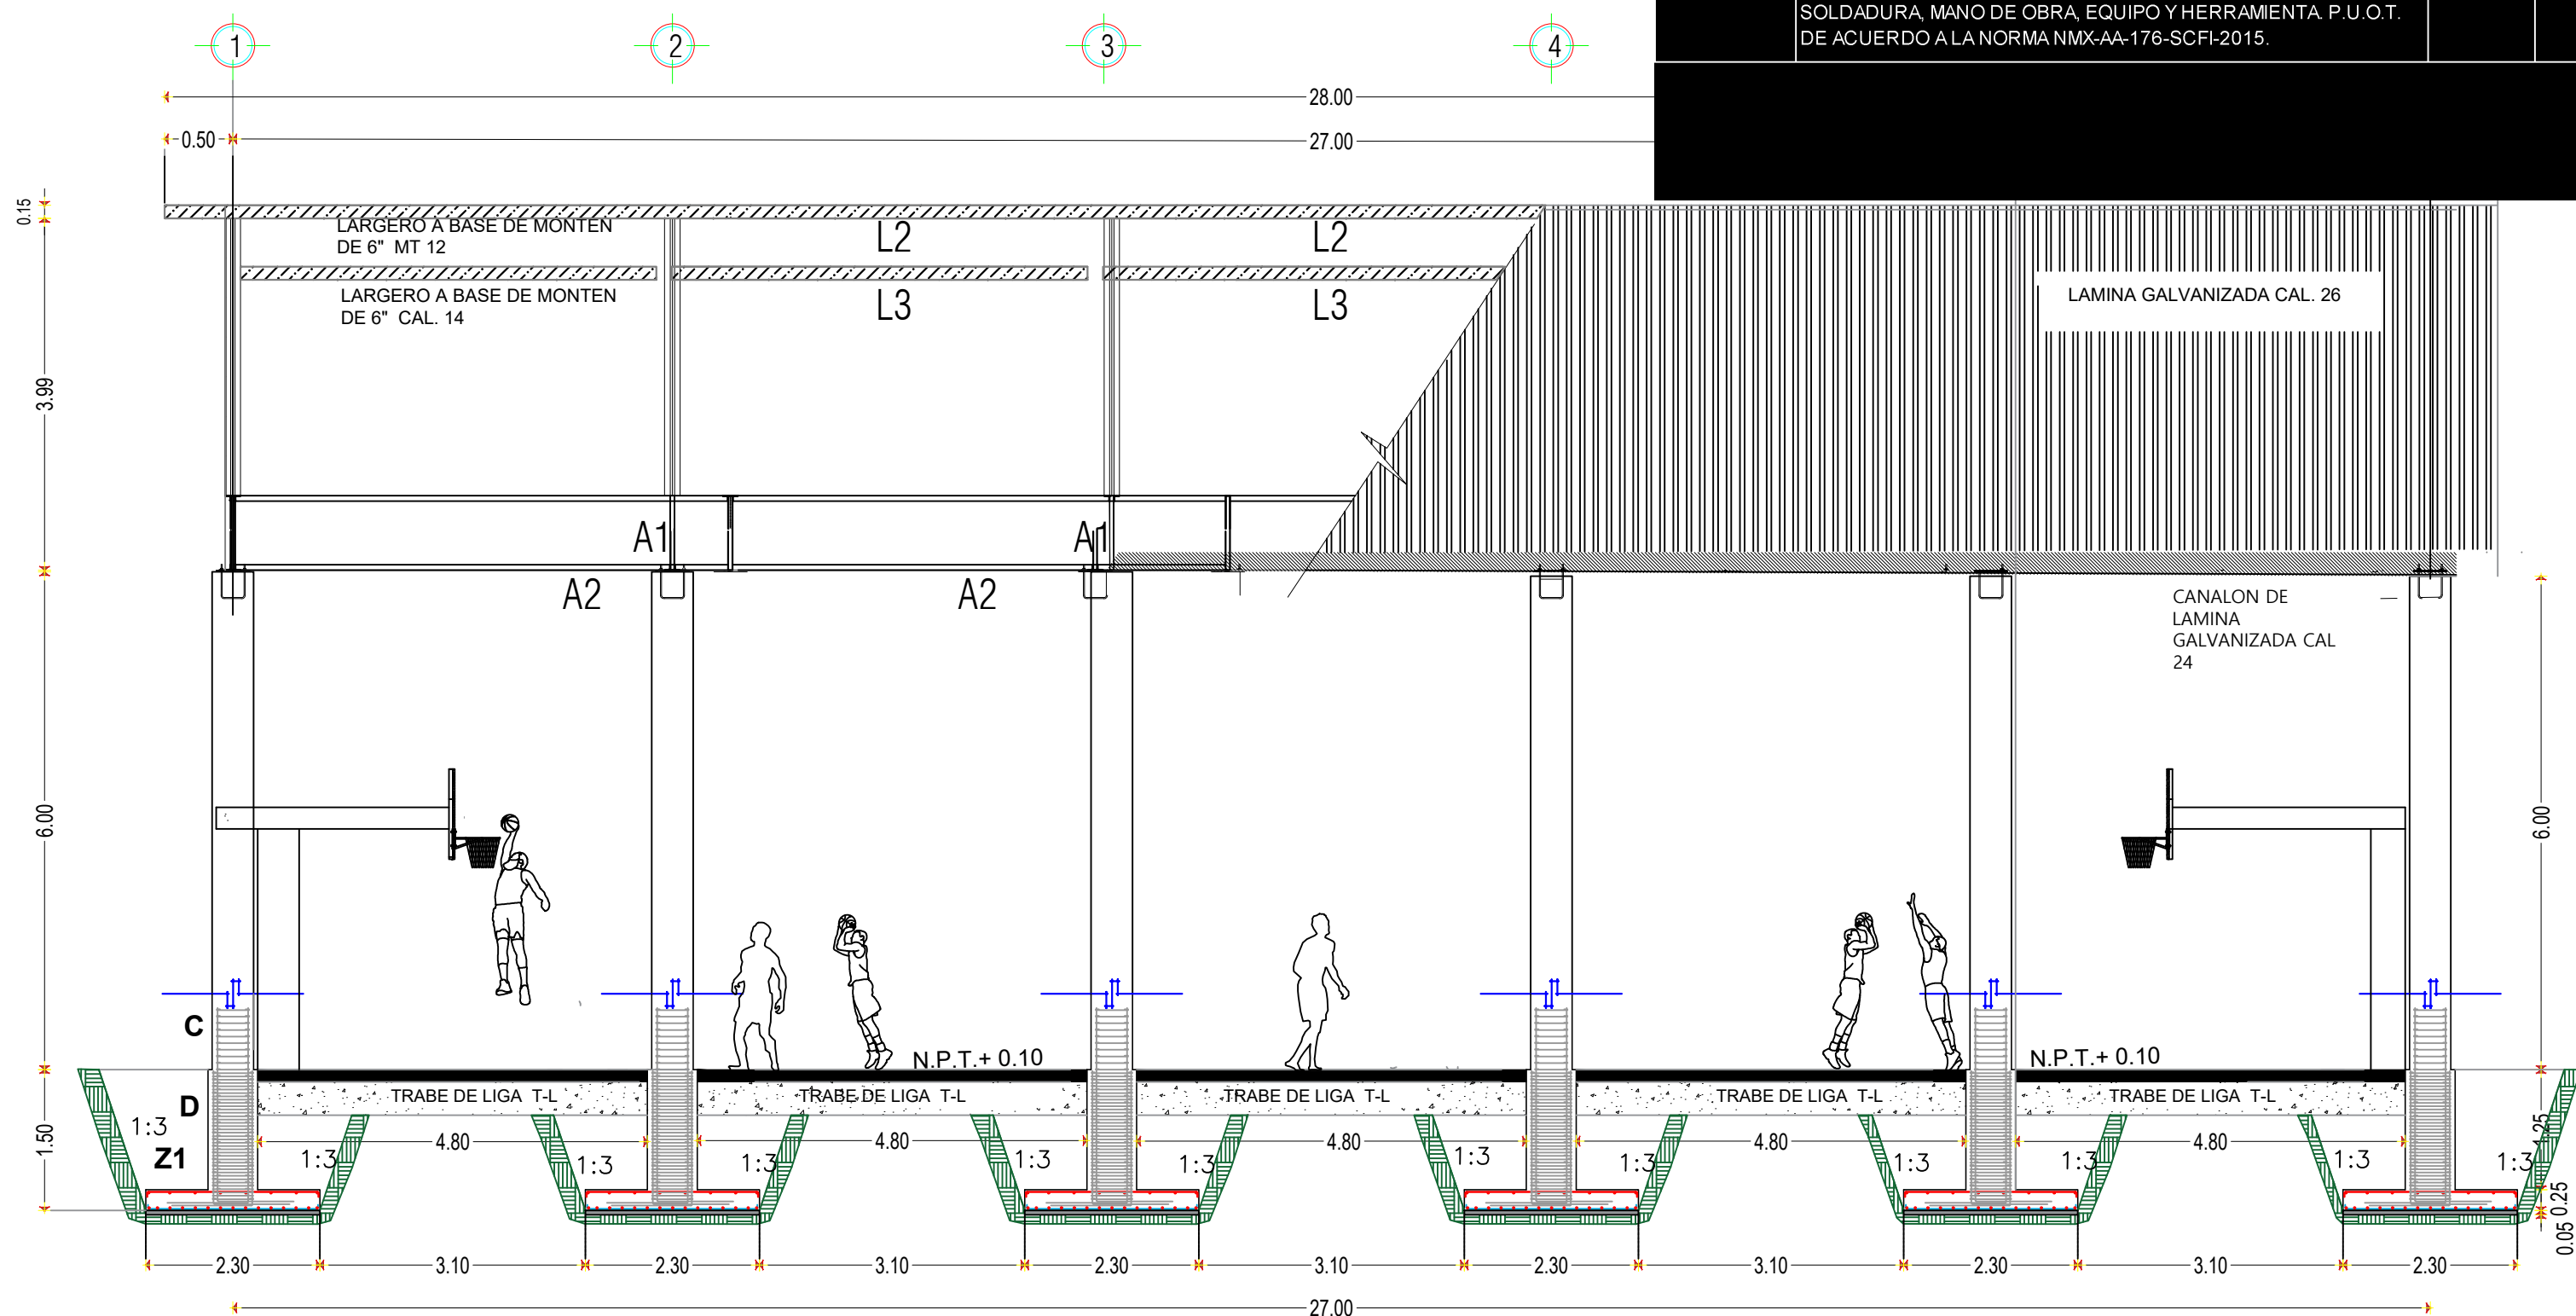 SOLDADURA, MANO DE OBRA, EQUIPO Y HERRAMIENTA. P.U.O.T.
DE ACUERDO A LA NORMA NMX-AA-176-SCFI-2015.
1
2
3
4
28.00
0.50
27.00
0.15
LARGERO A BASE DE MONTEN
DE 6" MT 12
L2
L2
LARGERO A BASE DE MONTEN
DE 6" CAL. 14
L3
L3
LAMINA GALVANIZADA CAL. 26
3.99
A1
A1
A2
A2
CANALON DE
LAMINA
GALVANIZADA CAL
24
6.00
6.00
C
N.P.T.+ 0.10
N.P.T.+ 0.10
D
TRABE DE LIGA T-L
TRABE DE LIGA T-L
TRABE DE LIGA T-L
TRABE DE LIGA T-L
TRABE DE LIGA T-L
1.50
1:3
4.80
4.80
4.80
4.80
4.80
1.25
Z1
1:3
1:3
1:3
1:3
1:3
1:3
1:3
1:3
1:3
1:3
1:3
0.25
0.05
2.30
3.10
2.30
3.10
2.30
3.10
2.30
3.10
2.30
3.10
2.30
27.00